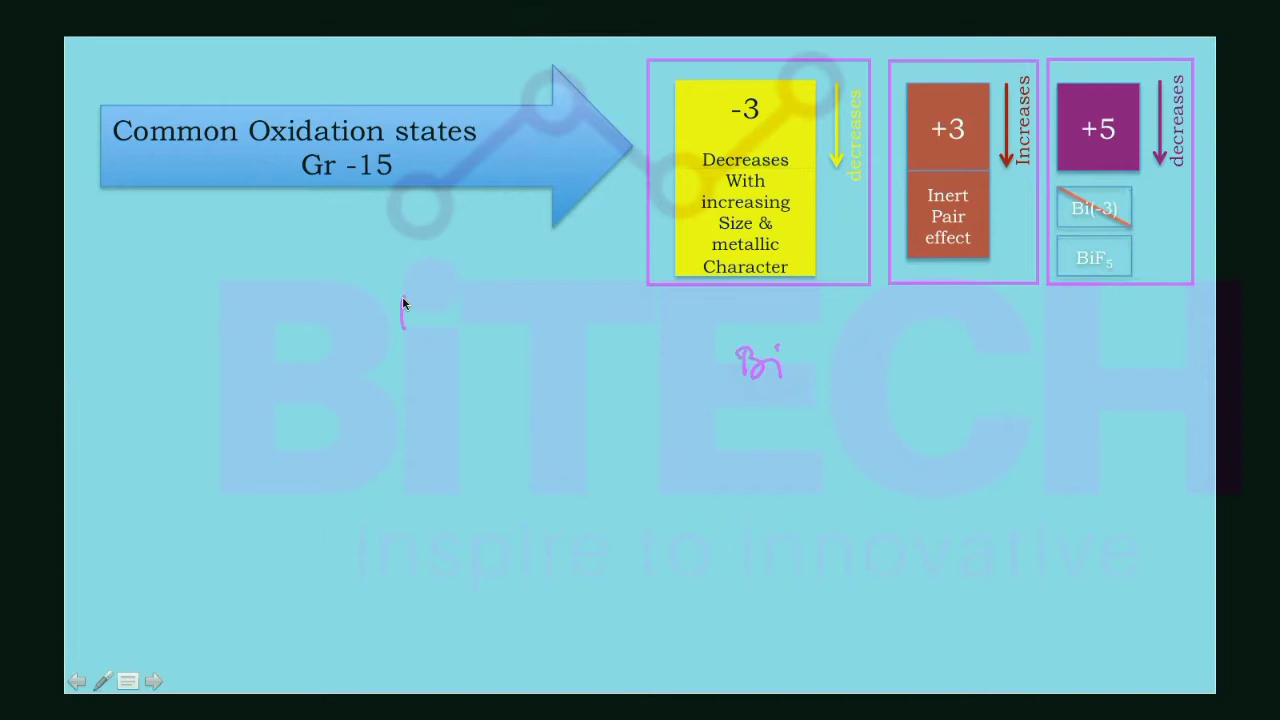 Common Oxidation states
Gr -15
-3
Decreases
With
increasing
Size &
metallic
Character
decreases
+3
Inert
Pair
effect
Increases
+5
decreases
Bi(-3)
BiF5
Bi
BiTECH
inspire to innovative